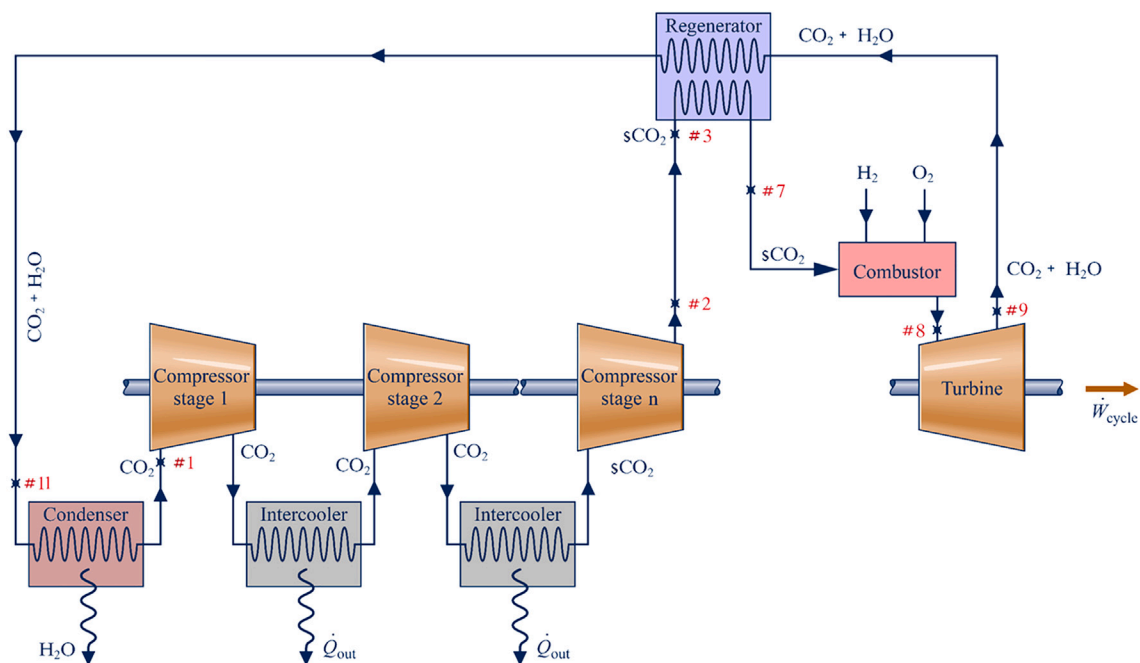 Regenerator
CO₂ + H₂O
sCO₂
#3
#7
H₂
O₂
sCO₂
Combustor
CO₂ + H₂O
CO₂ + H₂O
#2
#8
#9
Compressor
stage 1
Compressor
stage 2
Compressor
stage n
Turbine
Ẇcycle
#11
CO₂
#1
CO₂
CO₂
CO₂
sCO₂
Condenser
Intercooler
Intercooler
H₂O
Q̇out
Q̇out